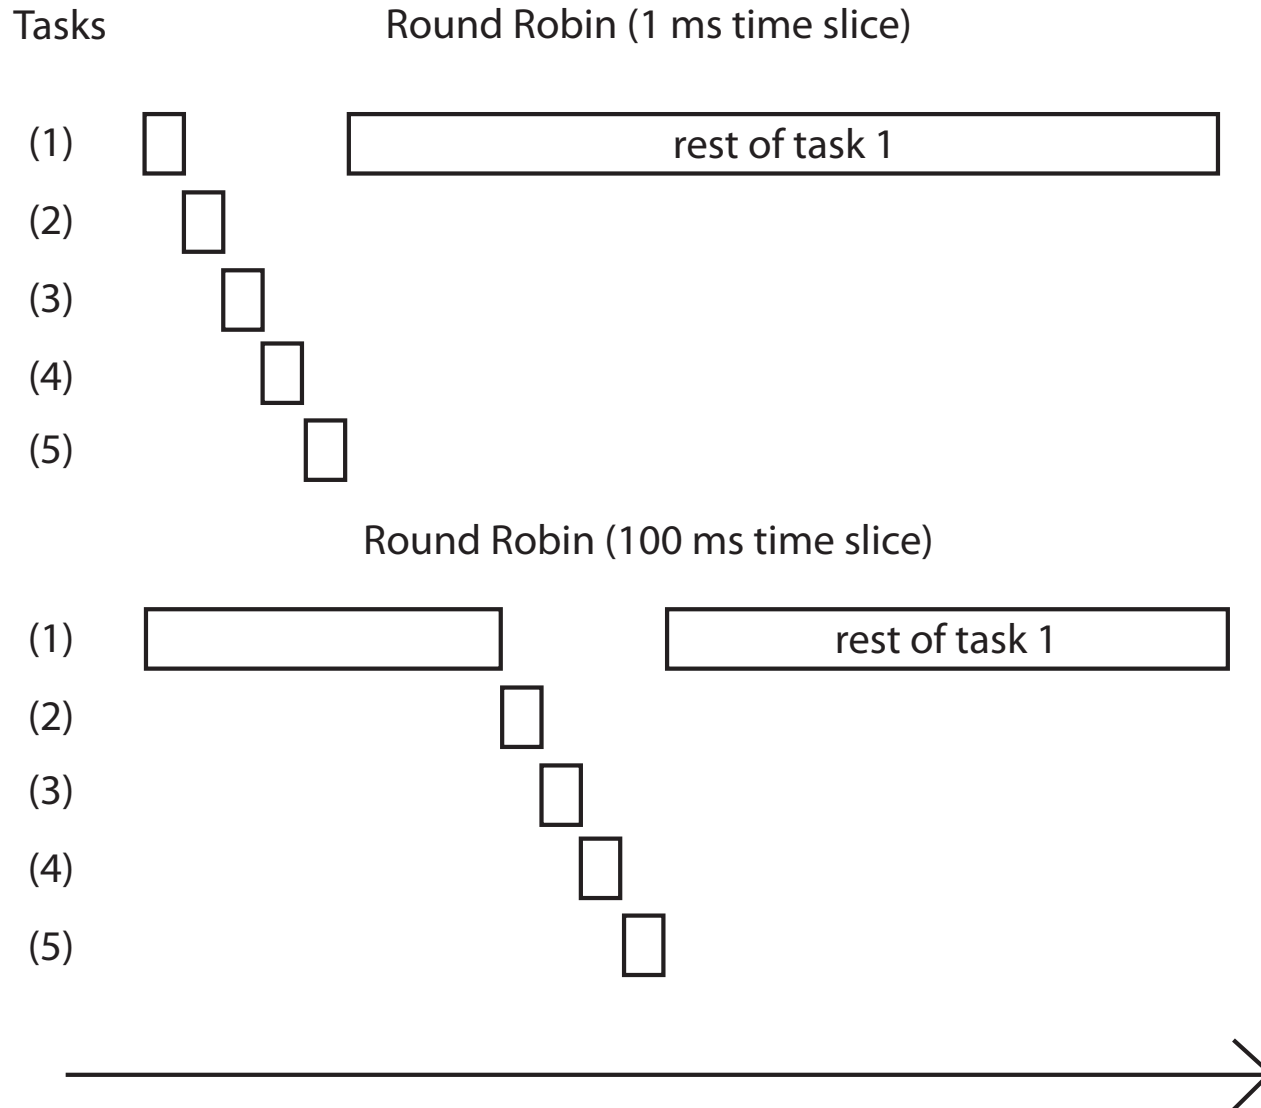 Tasks Round Robin (1 ms time slice)
(1) rest of task 1
(2)
(3)
(4)
(5)
Round Robin (100 ms time slice)
(1) rest of task 1
(2)
(3)
(4)
(5)